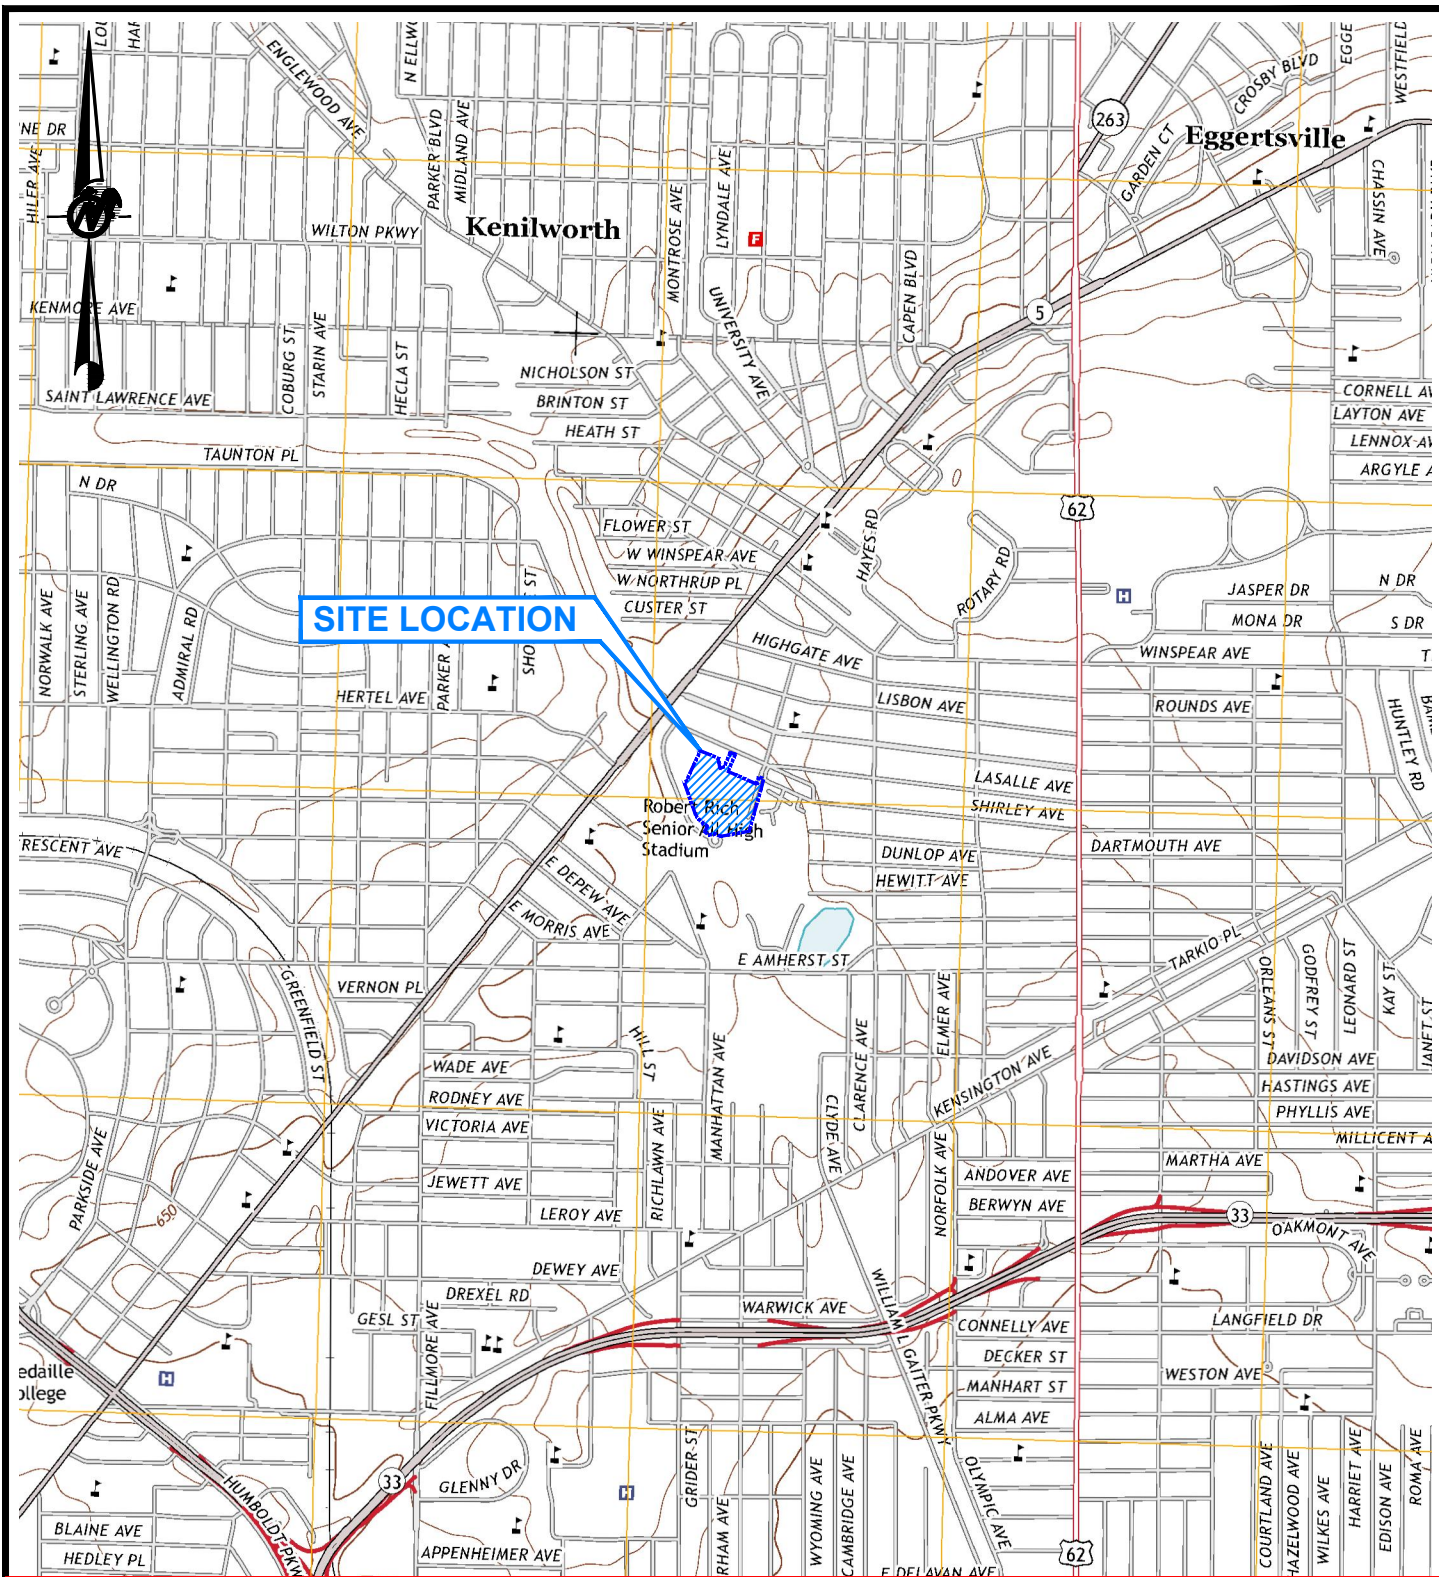 ENGLEWOOD AVE
N ELLW
PARKER BLVD
MIDLAND AVE
NE DR
HILER AVE
WILTON PKWY
Kenilworth
MONTROSE AVE
LYNDALE AVE
F
263
CROSBY BLVD
EGGE
WESTFIELD
GARDEN CT
Eggertsville
CHASSIN AVE
KENMORE AVE
COBURG ST
STARIN AVE
HECLA ST
UNIVERSITY AVE
CAPEN BLVD
5
SAINT LAWRENCE AVE
NICHOLSON ST
BRINTON ST
HEATH ST
CORNELL AV
LAYTON AVE
LENNOX AV
ARGYLE A
TAUNTON PL
N DR
FLOWER ST
W WINSPEAR AVE
W NORTHRUP PL
CUSTER ST
HAYES RD
ROTARY RD
62
H
JASPER DR
N DR
MONA DR
S DR
WINSPEAR AVE
T
NORWALK AVE
STERLING AVE
WELLINGTON RD
ADMIRAL RD
SITE LOCATION
HERTEL AVE
PARKER A
HIGHGATE AVE
LISBON AVE
ROUNDS AVE
HUNTLEY RD
LASALLE AVE
SHIRLEY AVE
Robert Rich
Senior All High
Stadium
RESCENT AVE
E DEPEW AVE
E MORRIS AVE
DUNLOP AVE
HEWITT AVE
DARTMOUTH AVE
E AMHERST ST
TARKIO PL
GREENFIELD ST
VERNON PL
HILL ST
MANHATTAN AVE
CLARENCE AVE
ELMER AVE
ORLEANS ST
GODFREY ST
LEONARD ST
KAY ST
JANET ST
WADE AVE
RODNEY AVE
VICTORIA AVE
JEWETT AVE
RICHLAWN AVE
CLYDE AVE
KENSINGTON AVE
NORFOLK AVE
DAVIDSON AVE
HASTINGS AVE
PHYLLIS AVE
MILLICENT A
MARTHA AVE
PARKSIDE AVE
650
LEROY AVE
ANDOVER AVE
BERWYN AVE
33
OAKMONT AVE
DEWEY AVE
DREXEL RD
GESL ST
FILLMORE AVE
WARWICK AVE
WILLIAM L GAITER PKWY
CONNELLY AVE
DECKER ST
MANHART ST
ALMA AVE
LANGFIELD DR
WESTON AVE
edaille
ollege
H
HUMBOLDT PKW
33
GLENNY DR
H
GRIDER ST
RHAM AVE
WYOMING AVE
CAMBRIDGE AVE
OLYMPIC AVE
62
COURTLAND AVE
HAZELWOOD AVE
WILKES AVE
HARRIET AVE
EDISON AVE
ROMA AVE
BLAINE AVE
HEDLEY PL
APPENHEIMER AVE
E DELAVAN AVE